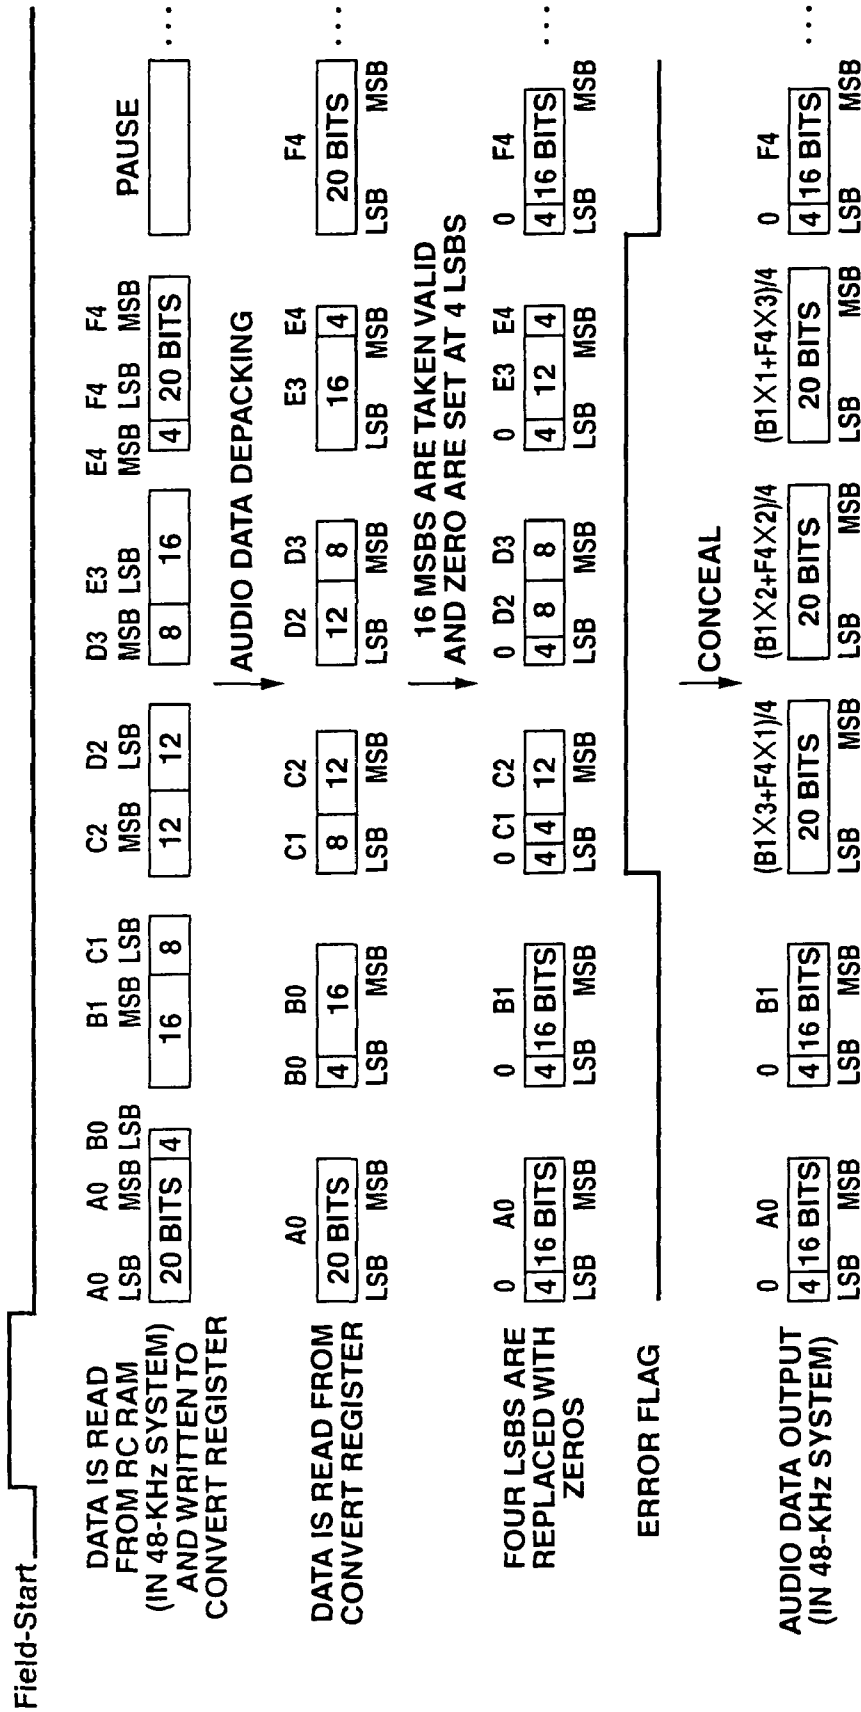 Field-Start
DATA IS READ
FROM RC RAM
(IN 48-KHz SYSTEM)
AND WRITTEN TO
CONVERT REGISTER
A0 A0 B0 B1 C1 C2 D2 D3 E3 E4 F4 F4 PAUSE
LSB MSB LSB MSB LSB MSB LSB MSB LSB MSB LSB MSB
20 BITS 4 16 8 12 12 8 16 4 20 BITS ...
AUDIO DATA DEPACKING
DATA IS READ FROM
CONVERT REGISTER
A0 B0 B0 C1 C2 D2 D3 E3 E4 F4
20 BITS 4 16 8 12 12 8 16 4 20 BITS ...
LSB MSB LSB MSB LSB MSB LSB MSB LSB MSB LSB MSB
16 MSBS ARE TAKEN VALID
AND ZERO ARE SET AT 4 LSBS
FOUR LSBS ARE
REPLACED WITH
ZEROS
0 A0 0 B1 0 C1 C2 0 D2 D3 0 E3 E4 0 F4
4 16 BITS 4 16 BITS 4 4 12 4 8 8 4 12 4 4 16 BITS ...
LSB MSB LSB MSB LSB MSB LSB MSB LSB MSB LSB MSB
ERROR FLAG
CONCEAL
AUDIO DATA OUTPUT
(IN 48-KHz SYSTEM)
0 A0 0 B1 (B1X3+F4X1)/4 (B1X2+F4X2)/4 (B1X1+F4X3)/4 0 F4
4 16 BITS 4 16 BITS 20 BITS 20 BITS 20 BITS 4 16 BITS ...
LSB MSB LSB MSB LSB MSB LSB MSB LSB MSB LSB MSB